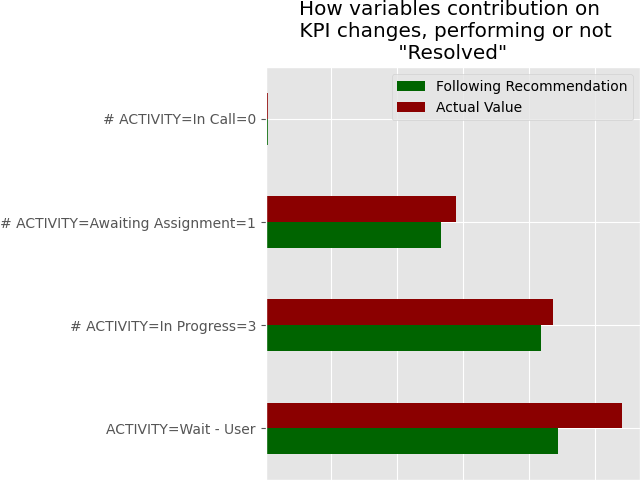 How variables contribution on
KPI changes, performing or not
"Resolved"
Following Recommendation
Actual Value
# ACTIVITY=In Call=0
# ACTIVITY=Awaiting Assignment=1
# ACTIVITY=In Progress=3
ACTIVITY=Wait - User